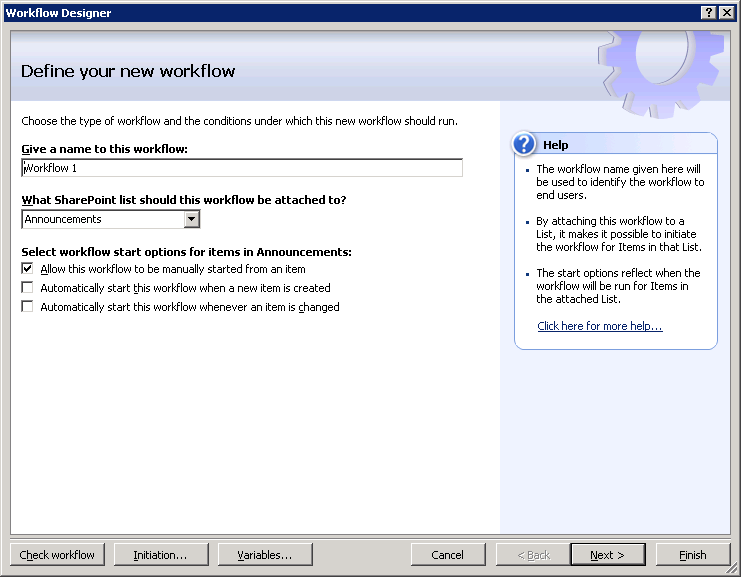 Workflow Designer
Define your new workflow
Choose the type of workflow and the conditions under which this new workflow should run.
Give a name to this workflow:
Workflow 1
What SharePoint list should this workflow be attached to?
Announcements
Select workflow start options for items in Announcements:
Allow this workflow to be manually started from an item
Automatically start this workflow when a new item is created
Automatically start this workflow whenever an item is changed
? Help
• The workflow name given here will
be used to identify the workflow to
end users.
• By attaching this workflow to a
List, it makes it possible to initiate
the workflow for Items in that List.
• The start options reflect when the
workflow will be run for Items in
the attached List.
Click here for more help...
Check workflow
Initiation...
Variables...
Cancel
< Back
Next >
Finish